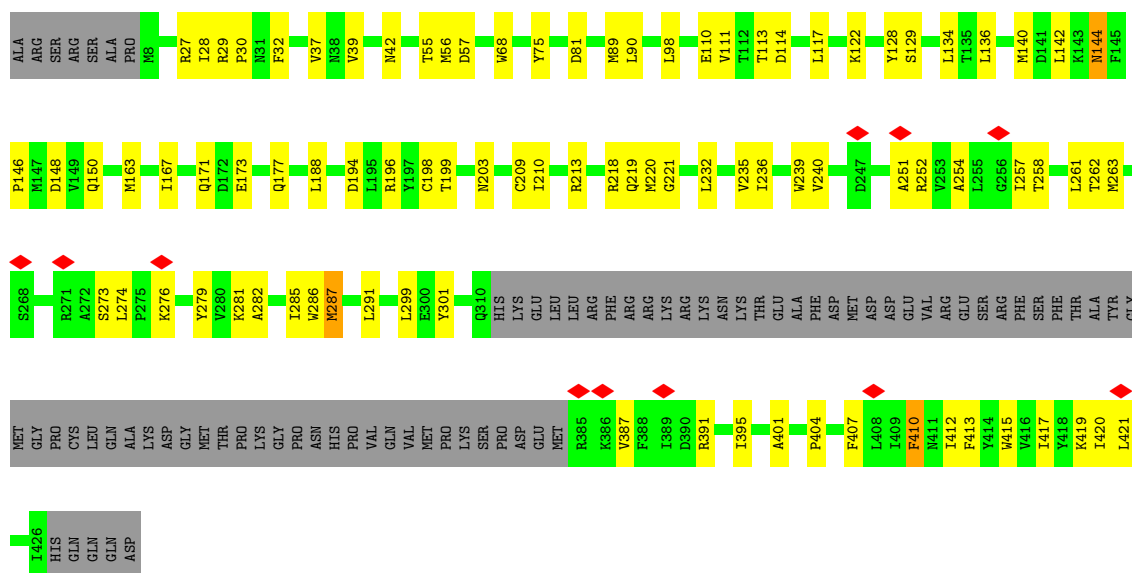 ALA ARG SER ARG SER ALA PRO M8 R27 I28 R29 P30 N31 F32 V37 N38 V39 N42 T55 M56 D57 W68 Y75 D81 M89 L90 L98 E110 V111 T112 T113 D114 L117 K122 Y128 S129 L134 T135 L136 M140 D141 L142 K143 N144 F145
P146 M147 D148 V149 Q150 M163 I167 Q171 D172 E173 Q177 L188 D194 L195 R196 Y197 C198 T199 N203 C209 I210 R213 R218 Q219 M220 G221 L232 V235 I236 W239 V240 D247 A251 R252 V253 A254 L255 G256 I257 T258 L261 T262 M263
S268 R271 A272 S273 L274 P275 K276 Y279 V280 K281 A282 I285 W286 M287 L291 L299 E300 Y301 Q310 HIS LYS GLU LEU LEU ARG PHE ARG ARG LYS ARG LYS ASN LYS THR GLU ALA PHE ASP MET ASP ASP GLU VAL ARG GLU SER ARG PHE SER PHE THR ALA TYR GLY
MET GLY PRO CYS LEU GLN ALA LYS ASP GLY MET THR PRO LYS GLY PRO ASN HIS PRO VAL GLN VAL MET PRO LYS SER PRO ASP GLU MET R385 K386 V387 F388 I389 D390 R391 I395 A401 P404 F407 L408 I409 F410 N411 I412 F413 Y414 W415 V416 I417 Y418 K419 I420 L421
I426 HIS GLN GLN GLN ASP